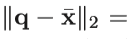 ‖q − x̄‖₂ =